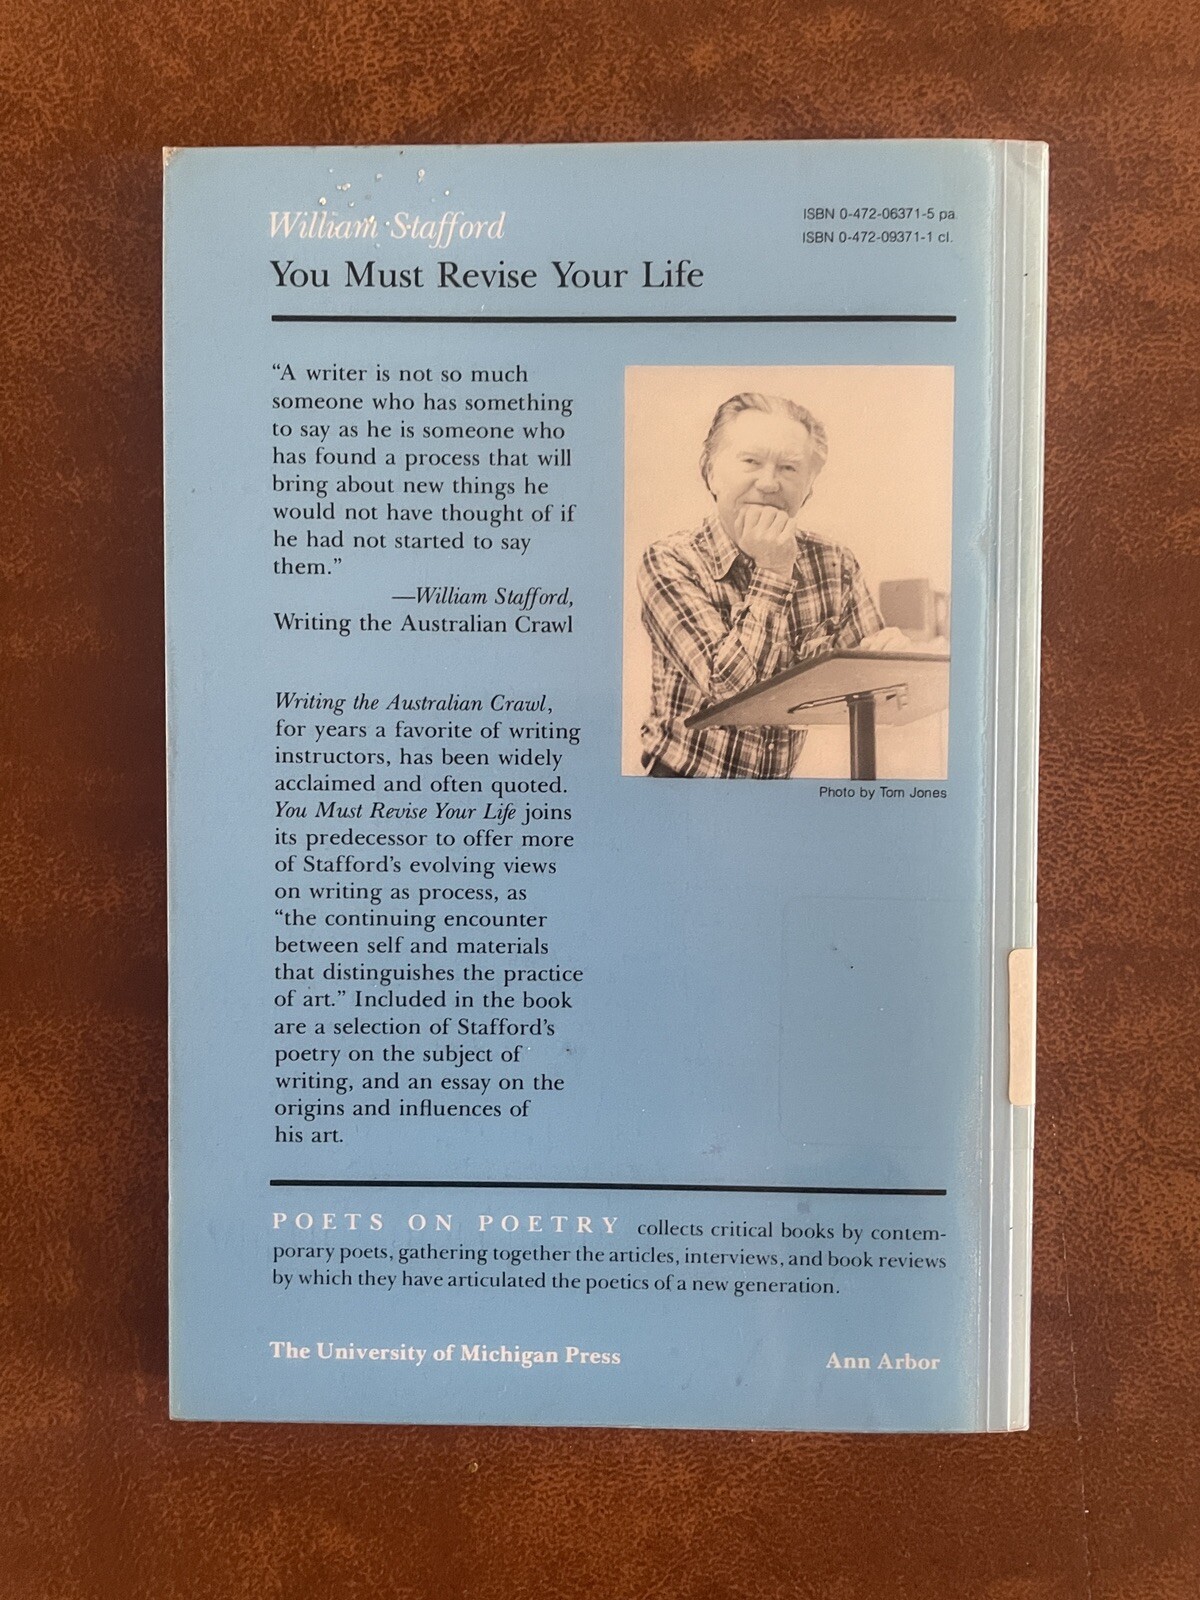 William Stafford
ISBN 0-472-06371-5 pa.
ISBN 0-472-09371-1 cl.
You Must Revise Your Life
“A writer is not so much
someone who has something
to say as he is someone who
has found a process that will
bring about new things he
would not have thought of if
he had not started to say
them.”
—William Stafford,
Writing the Australian Crawl
Writing the Australian Crawl,
for years a favorite of writing
instructors, has been widely
acclaimed and often quoted.
You Must Revise Your Life joins
its predecessor to offer more
of Stafford’s evolving views
on writing as process, as
“the continuing encounter
between self and materials
that distinguishes the practice
of art.” Included in the book
are a selection of Stafford’s
poetry on the subject of
writing, and an essay on the
origins and influences of
his art.
Photo by Tom Jones
POETS ON POETRY collects critical books by contem-
porary poets, gathering together the articles, interviews, and book reviews
by which they have articulated the poetics of a new generation.
The University of Michigan Press
Ann Arbor